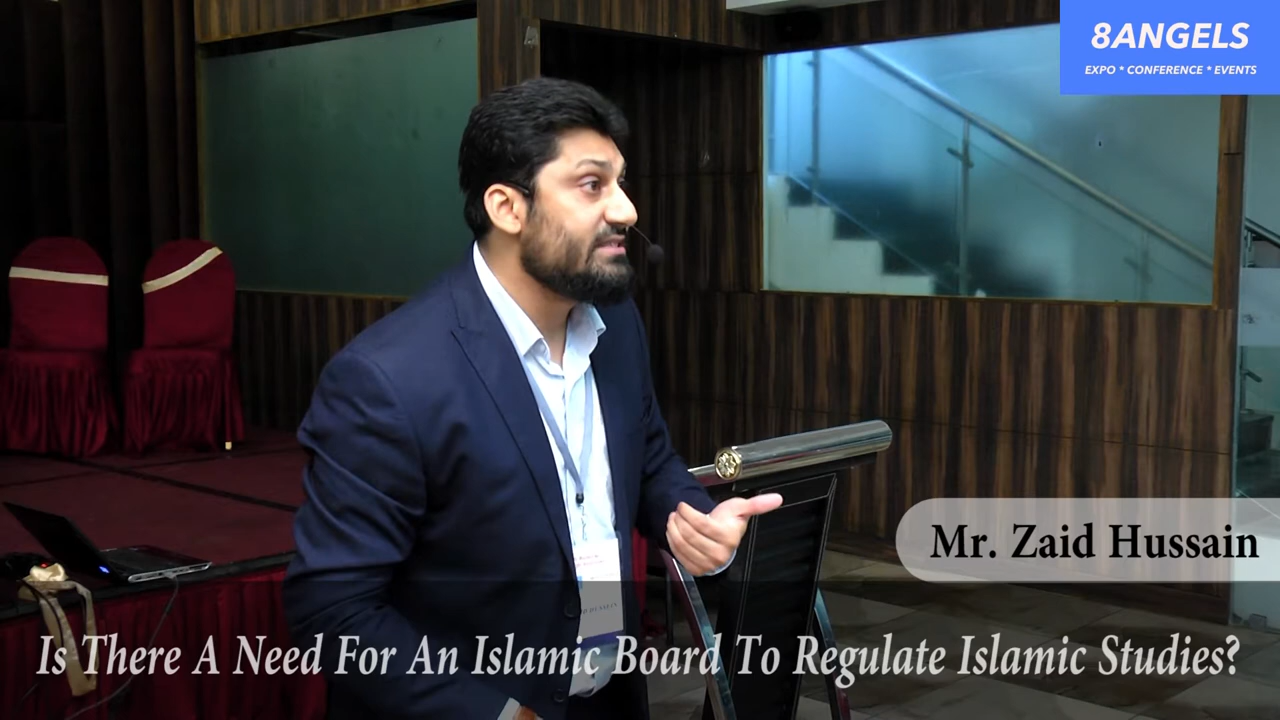 8ANGELS
EXPO * CONFERENCE * EVENTS
Mr. Zaid Hussain
Is There A Need For An Islamic Board To Regulate Islamic Studies?